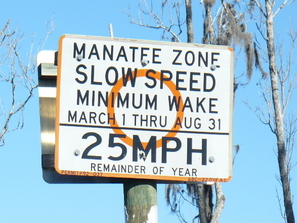 MANATEE ZONE
SLOW SPEED
MINIMUM WAKE
MARCH 1 THRU AUG 31
25MPH
REMAINDER OF YEAR